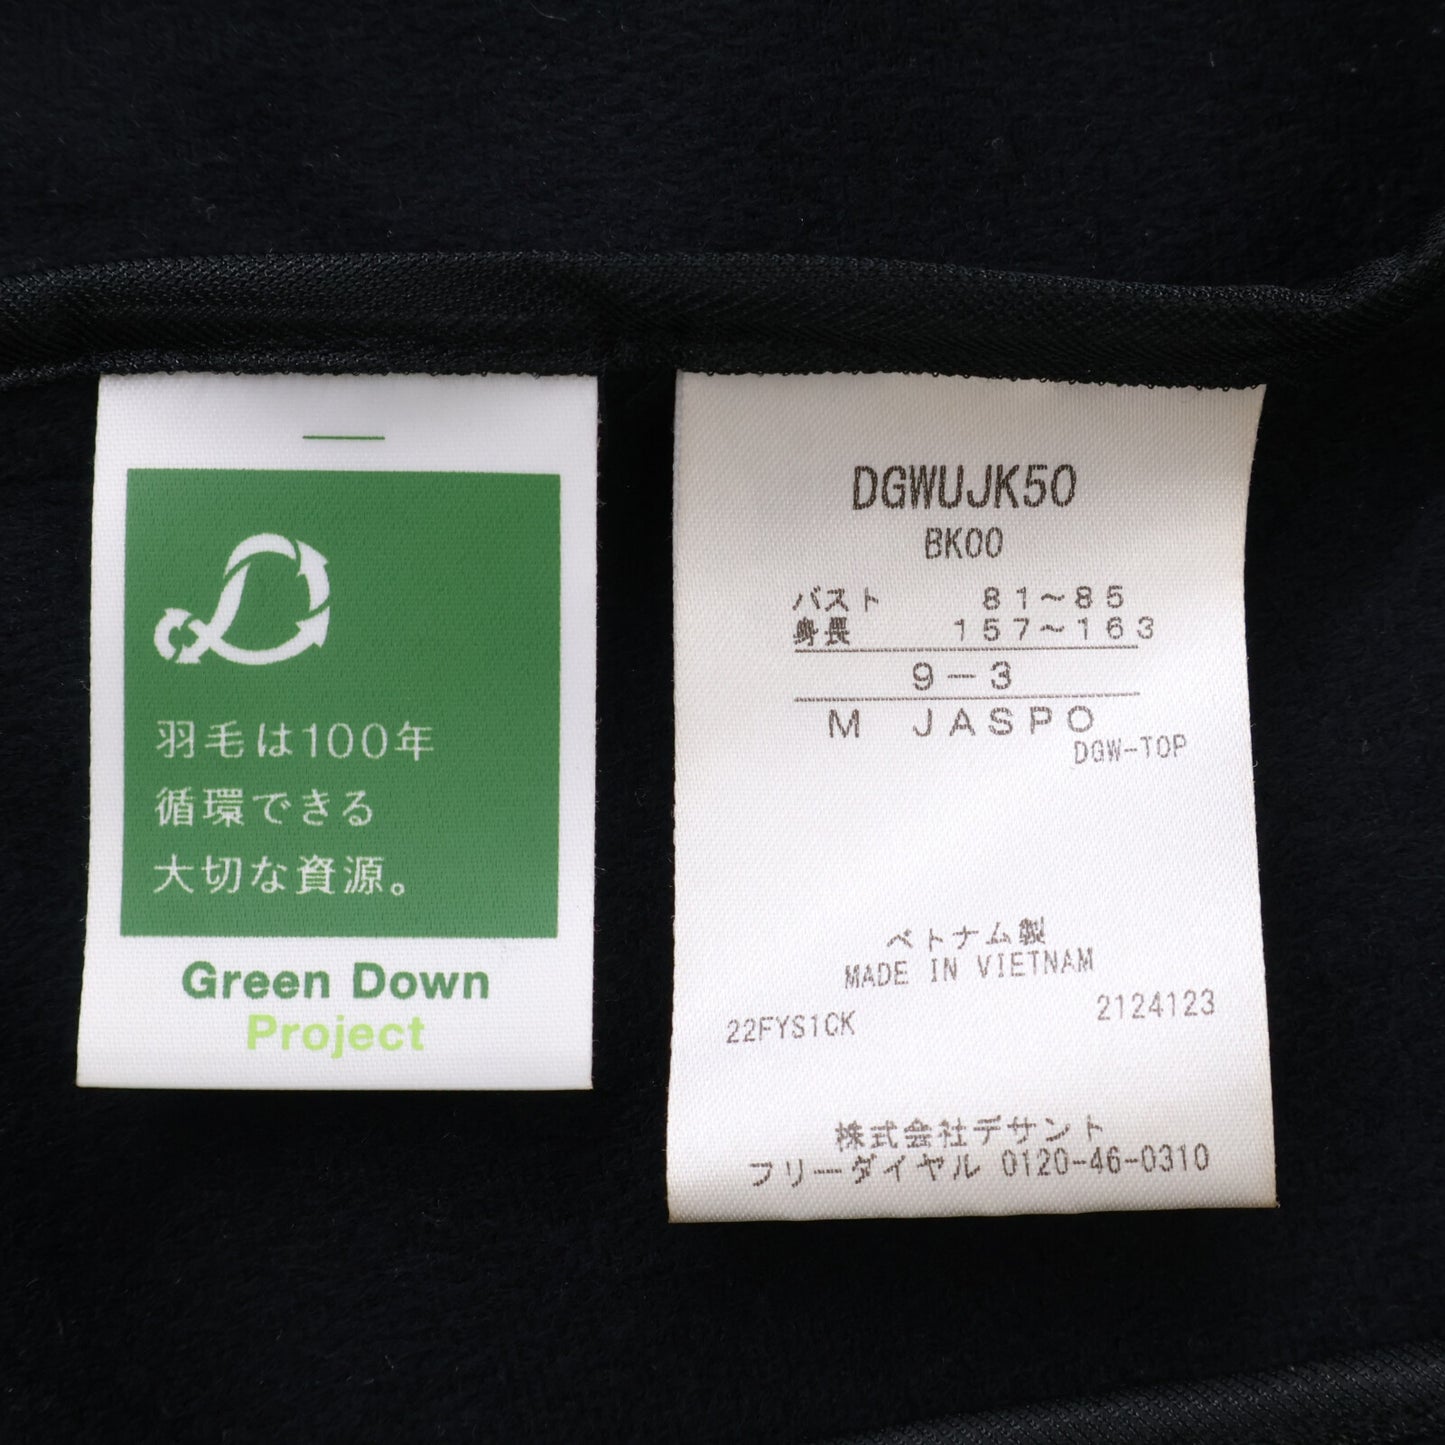 羽毛は100年
循環できる
大切な資源。
Green Down
Project
DGWUJK50
BK00
バスト 81~85
身長 157~163
9-3
M JASPO
DGW-TOP
ベトナム製
MADE IN VIETNAM
22FYS1CK 2124123
株式会社デサント
フリーダイヤル 0120-46-0310